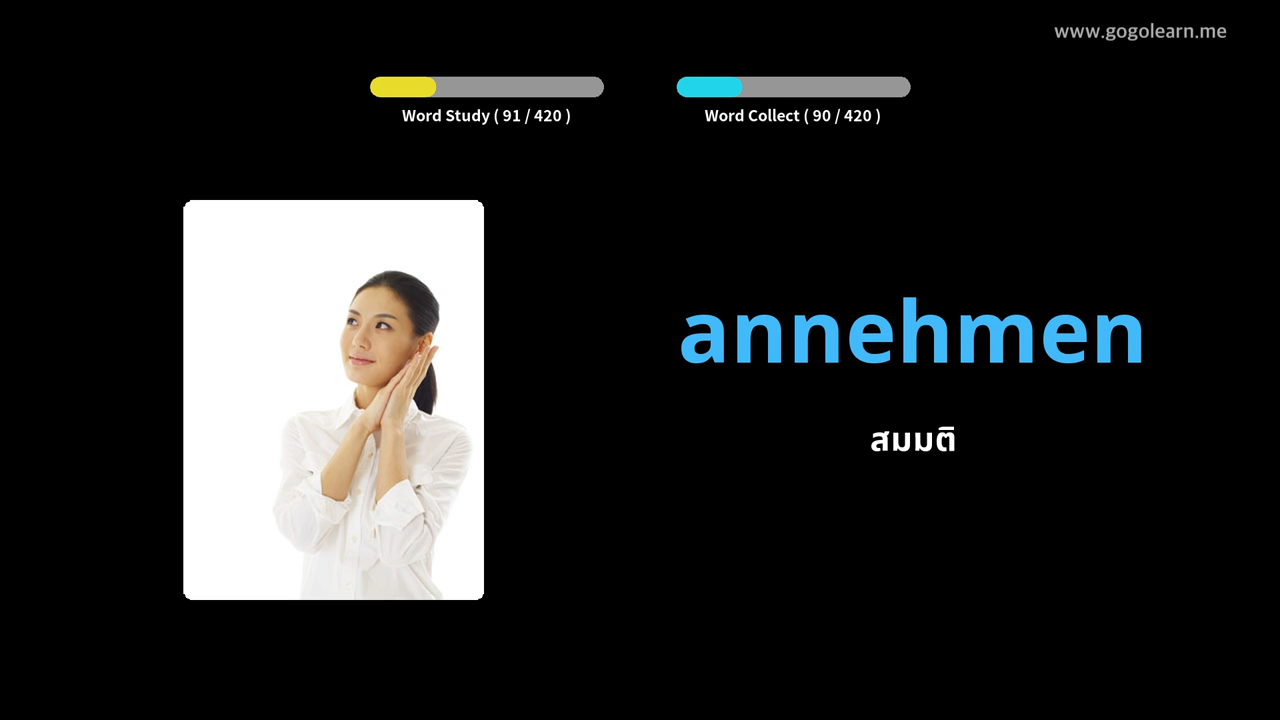 www.gogolearn.me
Word Study ( 91 / 420 )
Word Collect ( 90 / 420 )
annehmen
สมมติ